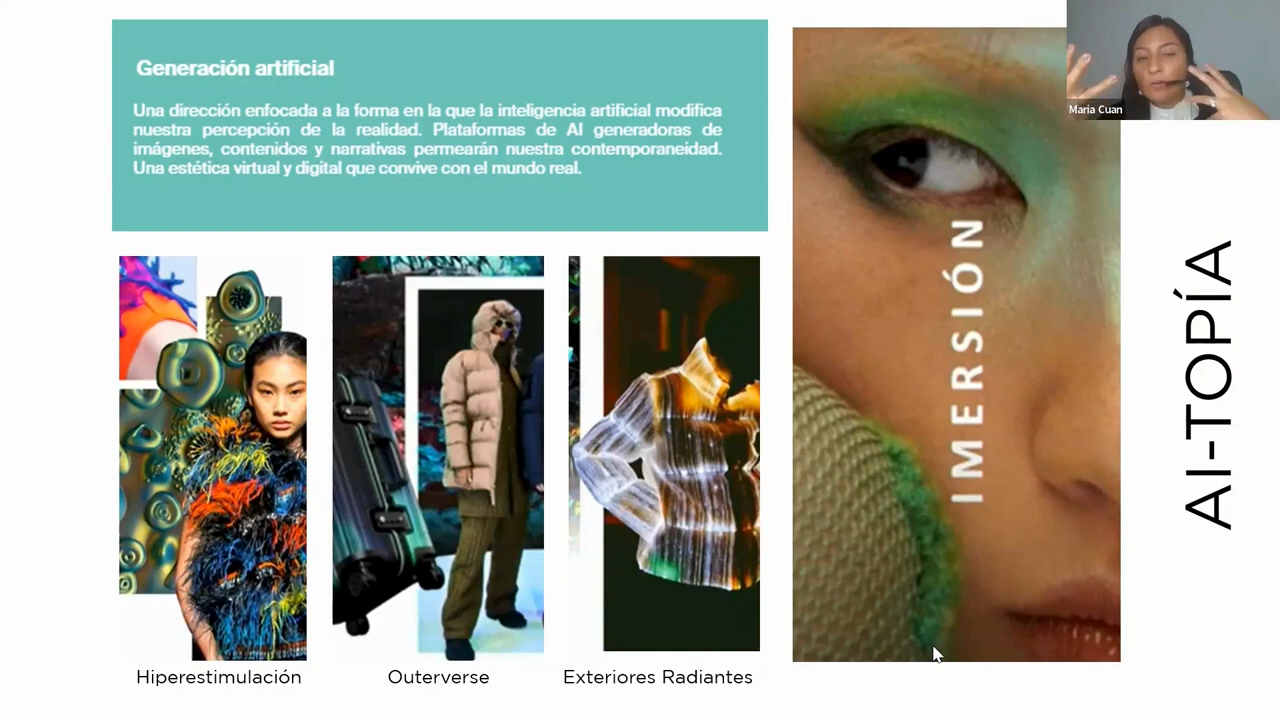 Generación artificial
Una dirección enfocada a la forma en la que la inteligencia artificial modifica
nuestra percepción de la realidad. Plataformas de AI generadoras de
imágenes, contenidos y narrativas permearán nuestra contemporaneidad.
Una estética virtual y digital que convive con el mundo real.
Hiperestimulación
Outerverse
Exteriores Radiantes
IMERSIÓN
AI-TOPÍA
Maria Cuan